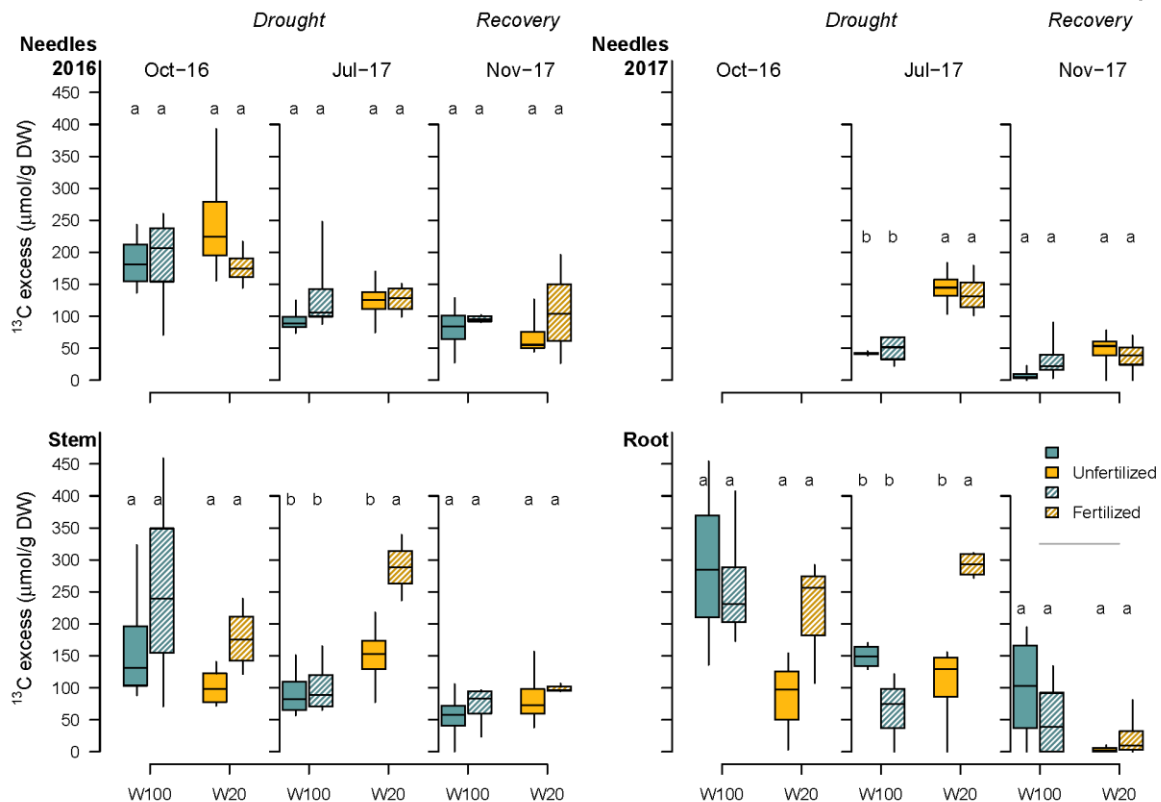 Drought Recovery Drought Recovery
Needles 2016 Oct−16 Jul−17 Nov−17
Needles 2017 Oct−16 Jul−17 Nov−17
450
400
350
300
250
200
150
100
50
0
¹³C excess (μmol/g DW)
a a a a a a a a a a a a
b b a a a a a a
Stem
450
400
350
300
250
200
150
100
50
0
¹³C excess (μmol/g DW)
a a a a b b b a a a a a
W100 W20 W100 W20 W100 W20
Root
a a a a b b b a a a a a
Unfertilized
Fertilized
W100 W20 W100 W20 W100 W20